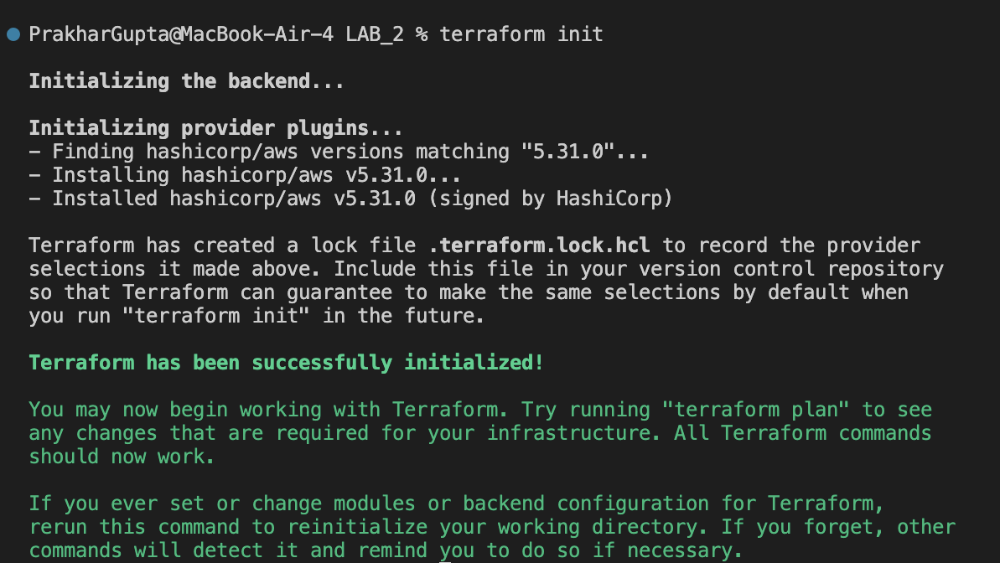 PrakharGupta@MacBook-Air-4 LAB_2 % terraform init
Initializing the backend...
Initializing provider plugins...
- Finding hashicorp/aws versions matching "5.31.0"...
- Installing hashicorp/aws v5.31.0...
- Installed hashicorp/aws v5.31.0 (signed by HashiCorp)
Terraform has created a lock file .terraform.lock.hcl to record the provider
selections it made above. Include this file in your version control repository
so that Terraform can guarantee to make the same selections by default when
you run "terraform init" in the future.
Terraform has been successfully initialized!
You may now begin working with Terraform. Try running "terraform plan" to see
any changes that are required for your infrastructure. All Terraform commands
should now work.
If you ever set or change modules or backend configuration for Terraform,
rerun this command to reinitialize your working directory. If you forget, other
commands will detect it and remind you to do so if necessary.